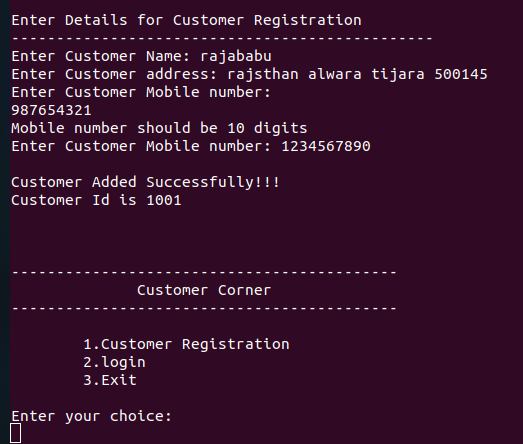 Enter Details for Customer Registration
-----------------------------------------------
Enter Customer Name: rajababu
Enter Customer address: rajsthan alwara tijara 500145
Enter Customer Mobile number:
987654321
Mobile number should be 10 digits
Enter Customer Mobile number: 1234567890
Customer Added Successfully!!!
Customer Id is 1001
-------------------------------------------
Customer Corner
-------------------------------------------
1.Customer Registration
2.login
3.Exit
Enter your choice: